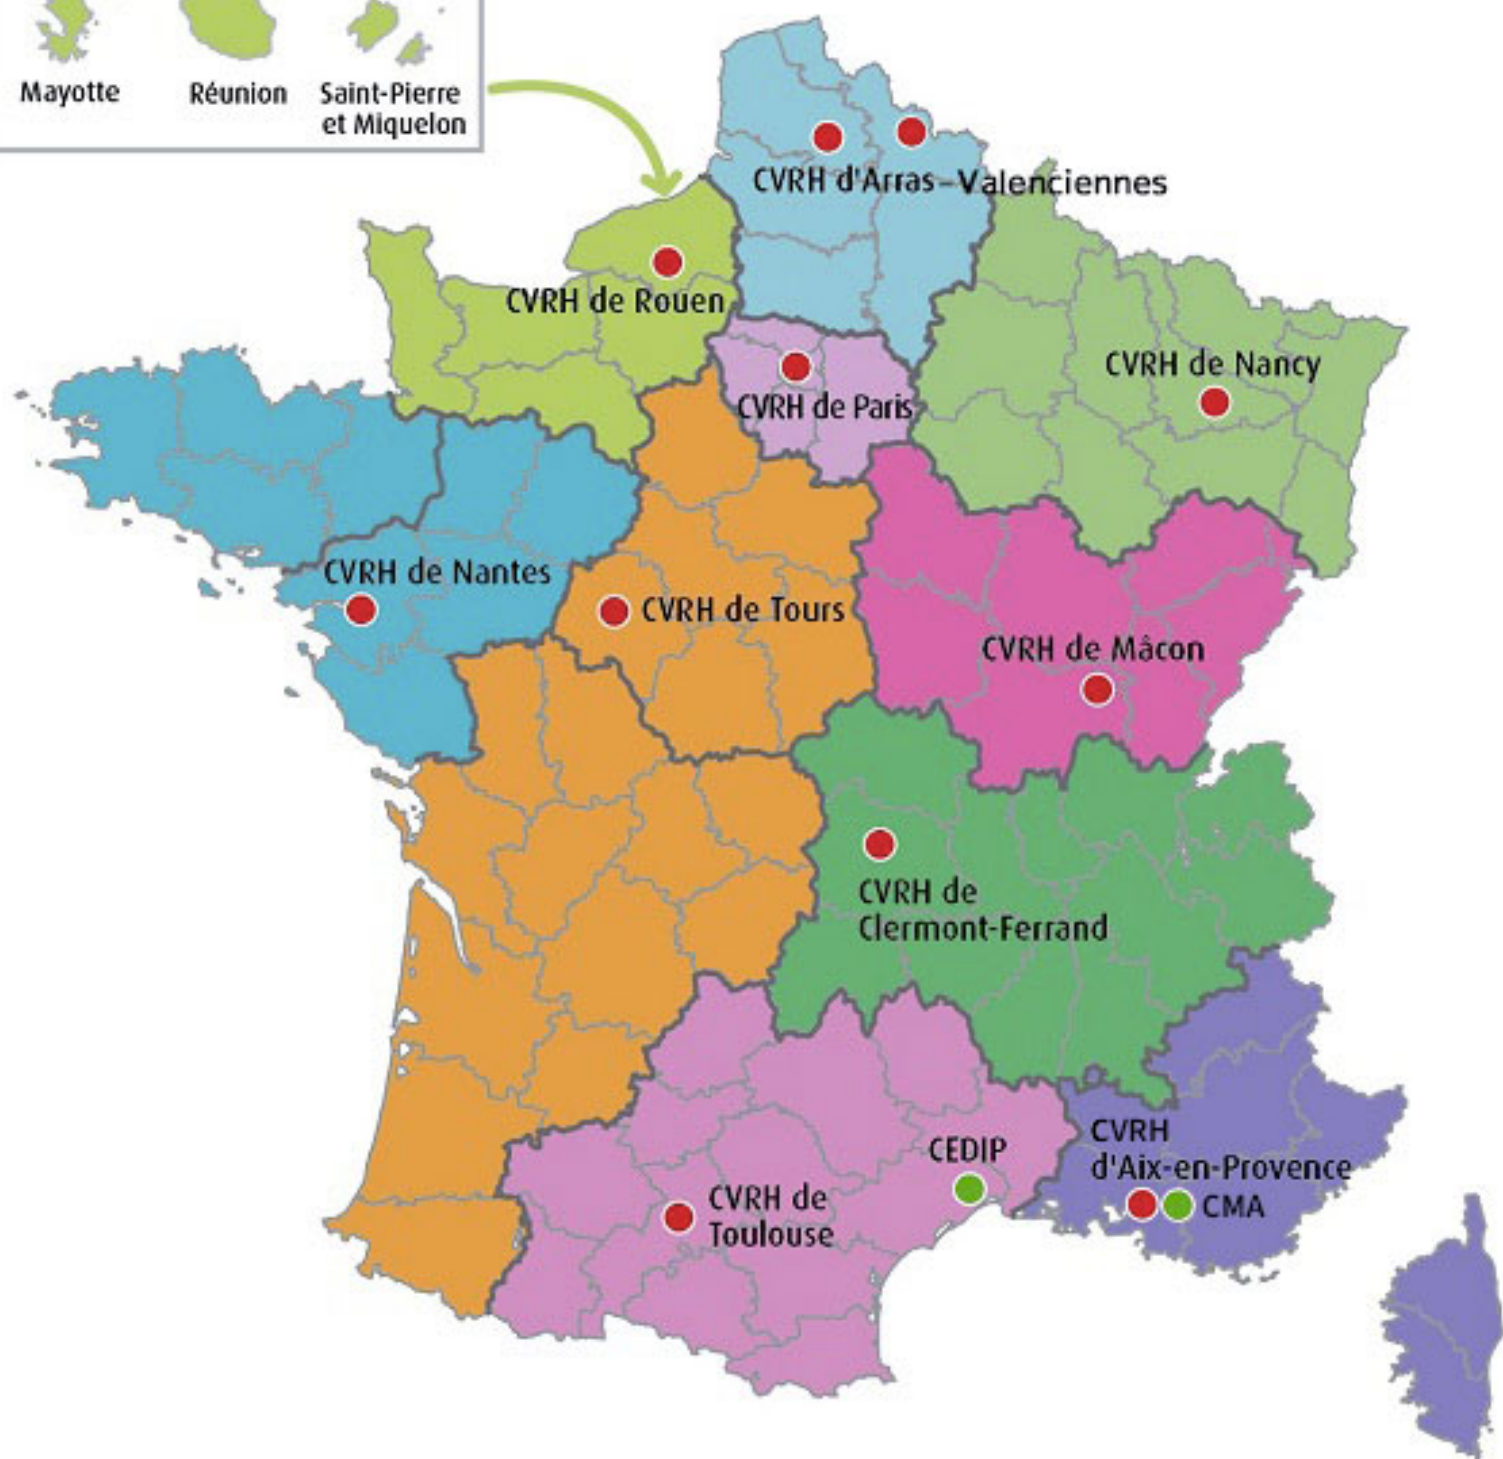 Mayotte
Réunion
Saint-Pierre
et Miquelon
CVRH d'Arras-Valenciennes
CVRH de Rouen
CVRH de Nancy
CVRH de Paris
CVRH de Nantes
CVRH de Tours
CVRH de Mâcon
CVRH de
Clermont-Ferrand
CVRH
d'Aix-en-Provence
CEDIP
CMA
CVRH de
Toulouse